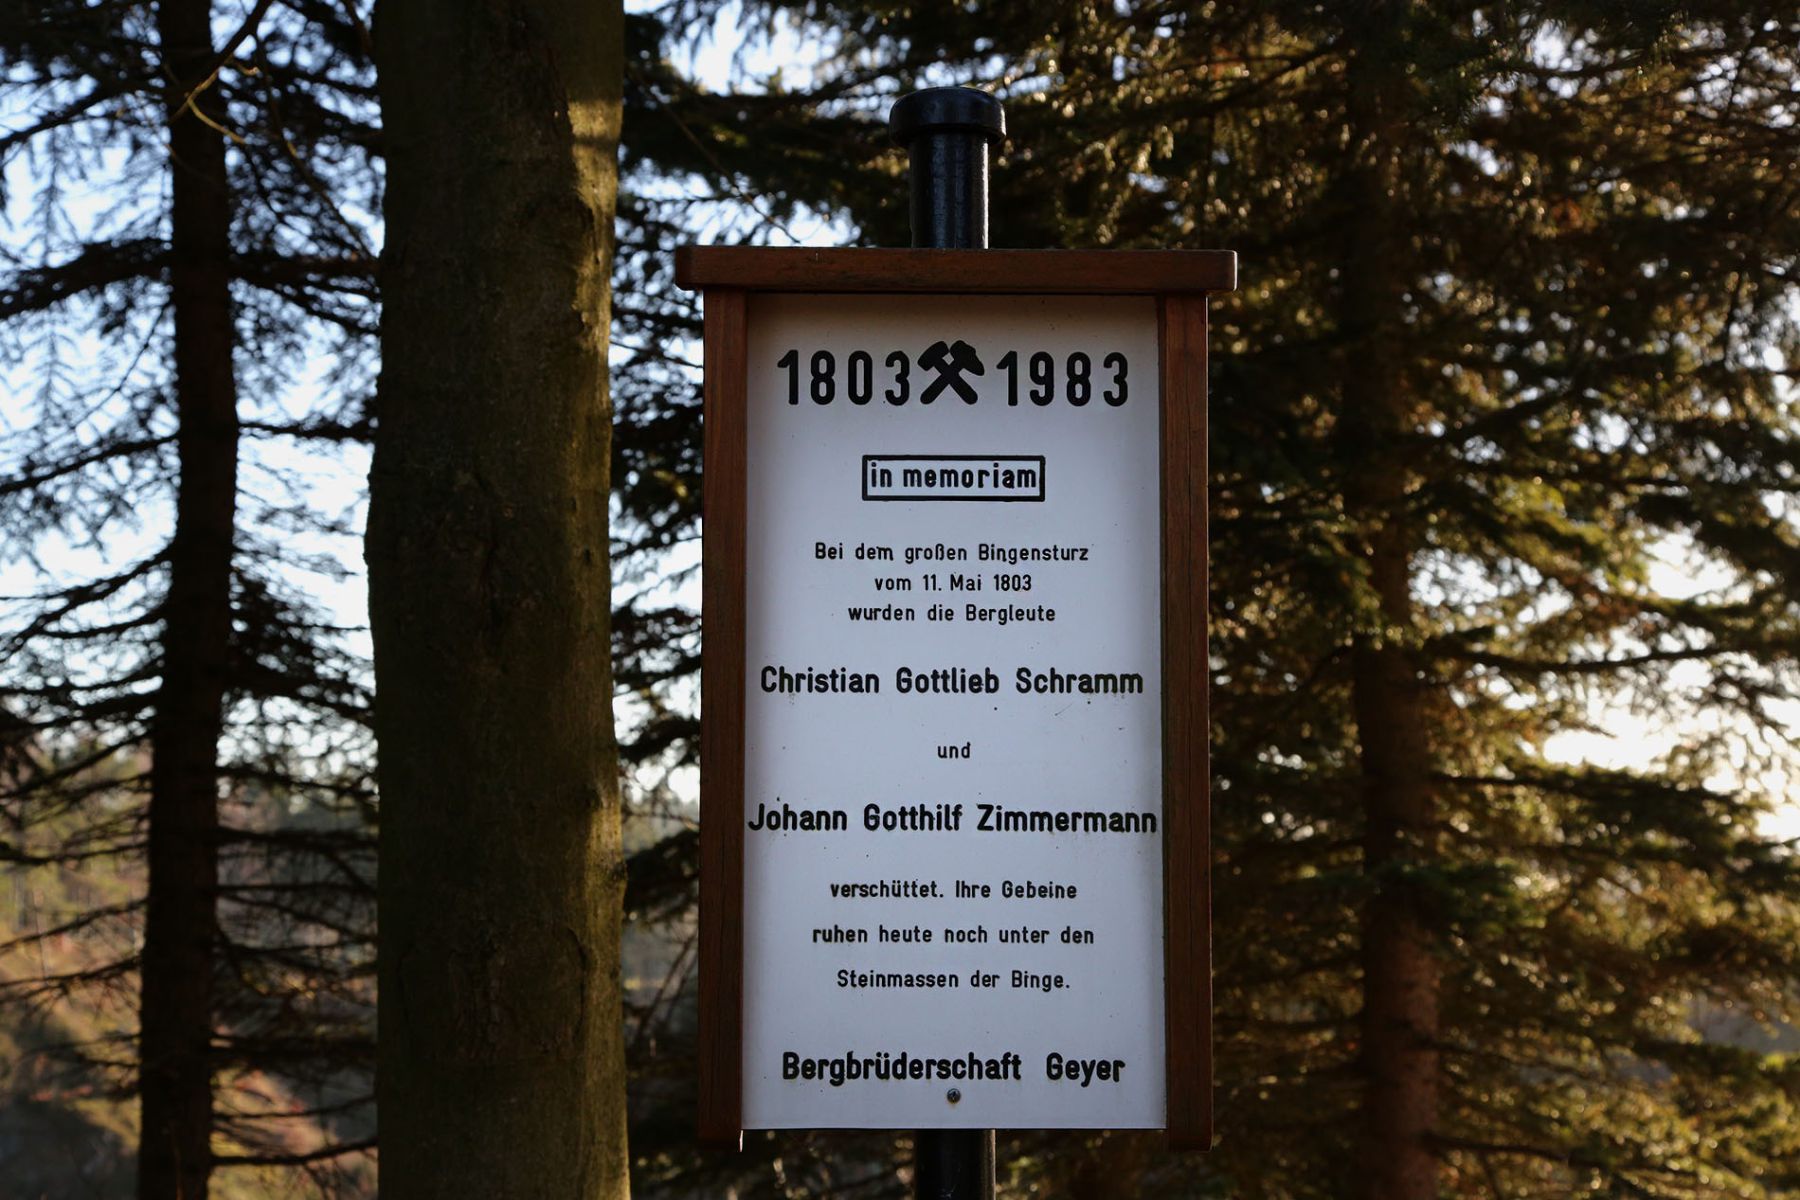 1803 ⚒ 1983
in memoriam
Bei dem großen Bingensturz
vom 11. Mai 1803
wurden die Bergleute
Christian Gottlieb Schramm
und
Johann Gotthilf Zimmermann
verschüttet. Ihre Gebeine
ruhen heute noch unter den
Steinmassen der Binge.
Bergbrüderschaft Geyer